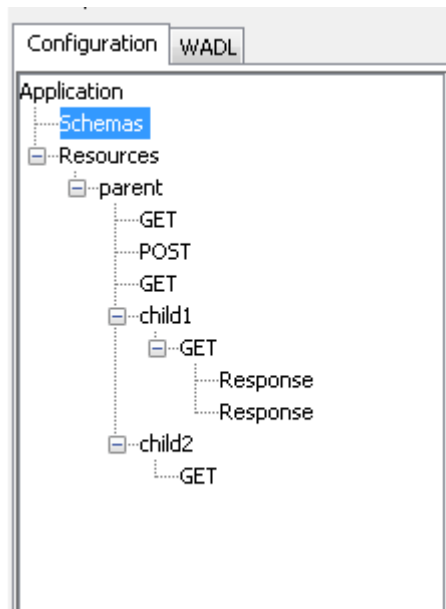 Configuration WADL
Application
Schemas
Resources
parent
GET
POST
GET
child1
GET
Response
Response
child2
GET